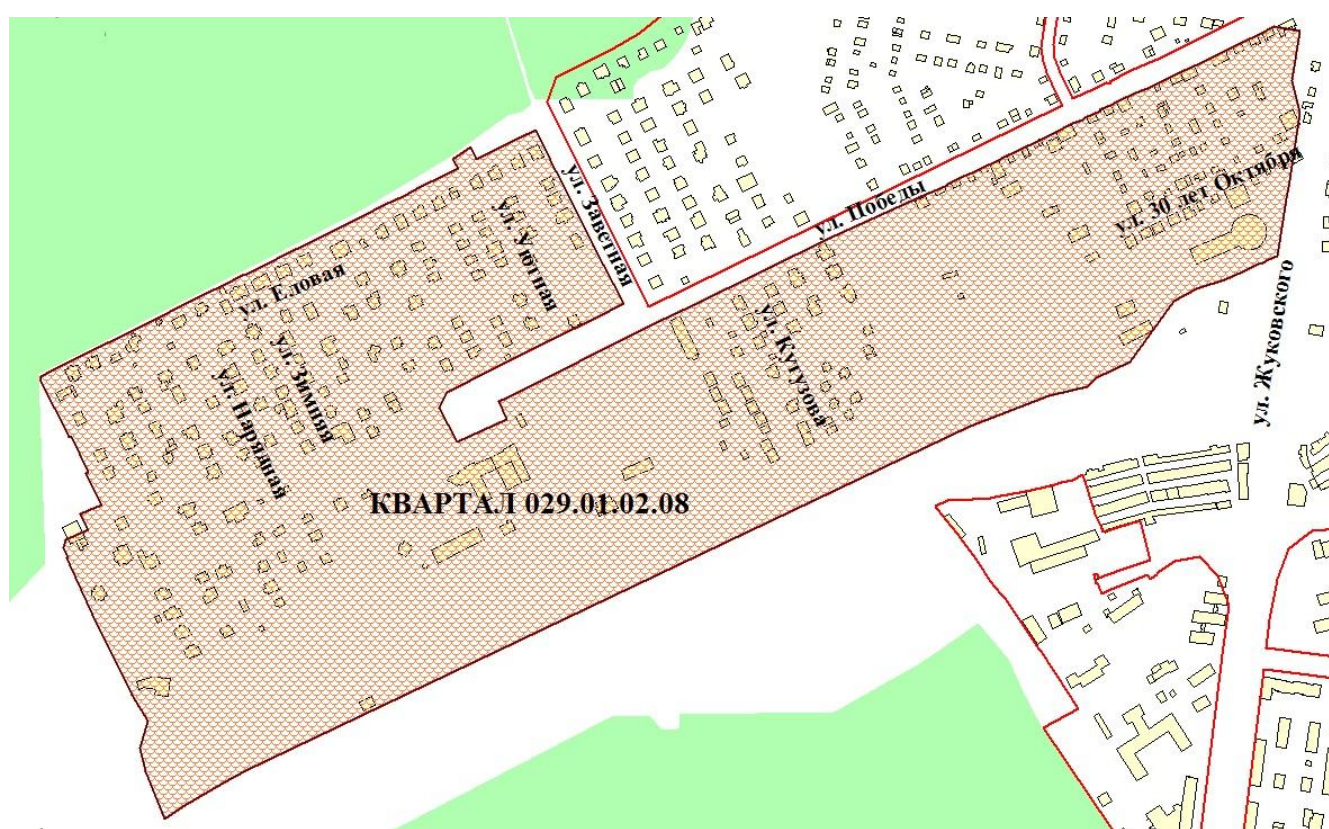 ул. Заветная
ул. Победы
ул. 30 лет Октября
ул. Уютная
ул. Еловая
ул. Жуковского
ул. Зимняя
ул. Кутузова
ул. Нарядная
КВАРТАЛ 029.01.02.08